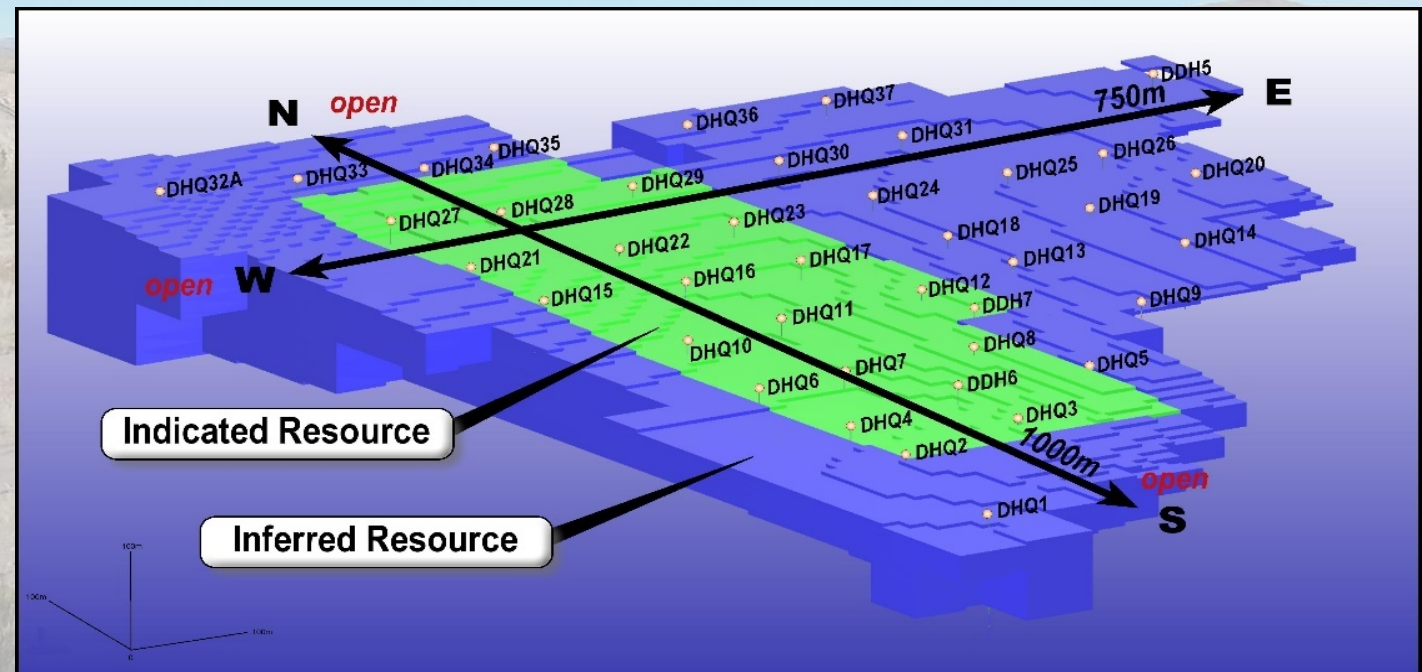 DDH5
DHQ37
750m
E
open
N
DHQ36
DHQ31
DHQ35
DHQ30
DHQ26
DHQ34
DHQ25
DHQ20
DHQ33
DHQ32A
DHQ29
DHQ24
DHQ19
DHQ28
DHQ27
DHQ23
DHQ18
DHQ14
DHQ22
DHQ13
DHQ21
DHQ17
open
W
DHQ16
DHQ12
DHQ15
DDH7
DHQ9
DHQ11
DHQ10
DHQ8
DHQ5
DHQ7
DHQ6
DDH6
Indicated Resource
DHQ4
DHQ3
DHQ2
1000m
open
S
DHQ1
Inferred Resource
100m
100m
100m
0